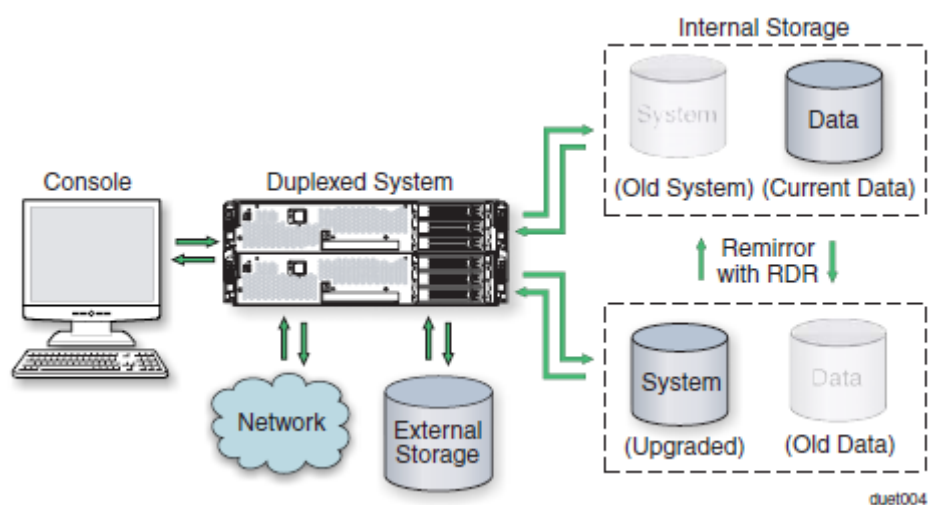 Internal Storage
System
Data
(Old System)
(Current Data)
Console
Duplexed System
Remirror
with RDR
System
Data
(Upgraded)
(Old Data)
Network
External
Storage
duet004